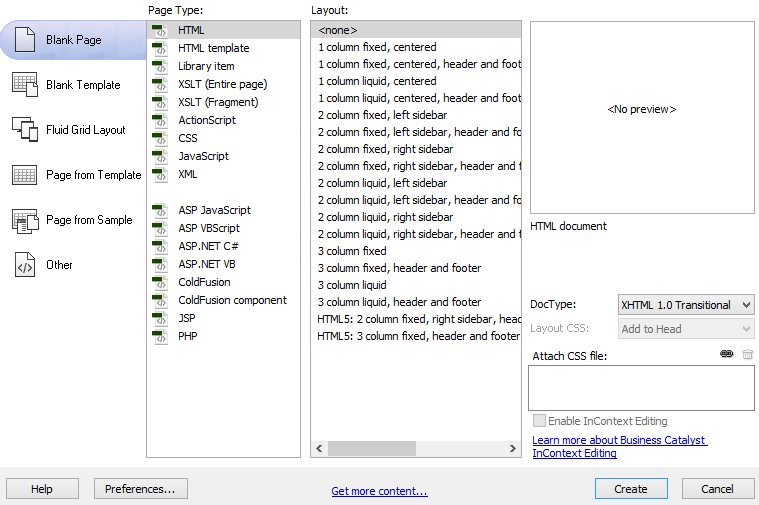 Page Type:
Layout:
Blank Page
Blank Template
Fluid Grid Layout
Page from Template
Page from Sample
Other
HTML
HTML template
Library item
XSLT (Entire page)
XSLT (Fragment)
ActionScript
CSS
JavaScript
XML
ASP JavaScript
ASP VBScript
ASP.NET C#
ASP.NET VB
ColdFusion
ColdFusion component
JSP
PHP
<none>
1 column fixed, centered
1 column fixed, centered, header and foot
1 column liquid, centered
1 column liquid, centered, header and foot
2 column fixed, left sidebar
2 column fixed, left sidebar, header and fo
2 column fixed, right sidebar
2 column fixed, right sidebar, header and f
2 column liquid, left sidebar
2 column liquid, left sidebar, header and fo
2 column liquid, right sidebar
2 column liquid, right sidebar, header and f
3 column fixed
3 column fixed, header and footer
3 column liquid
3 column liquid, header and footer
HTML5: 2 column fixed, right sidebar, head
HTML5: 3 column fixed, header and footer
<No preview>
HTML document
DocType: XHTML 1.0 Transitional
Layout CSS: Add to Head
Attach CSS file:
Enable InContext Editing
Learn more about Business Catalyst
InContext Editing
Help
Preferences...
Get more content...
Create
Cancel